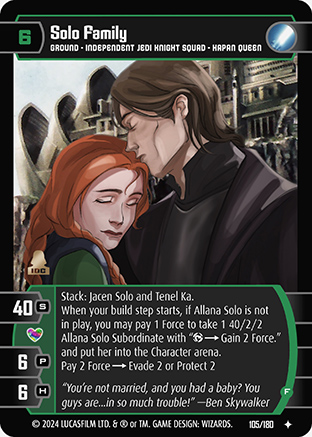 6 Solo Family
GROUND - INDEPENDENT JEDI KNIGHT SQUAD - HAPAN QUEEN
IDC
40 S
6 P
6 H
Stack: Jacen Solo and Tenel Ka.
When your build step starts, if Allana Solo is not
in play, you may pay 1 Force to take 1 40/2/2
Allana Solo Subordinate with “→ Gain 2 Force.”
and put her into the Character arena.
Pay 2 Force → Evade 2 or Protect 2
“You're not married, and you had a baby? You
guys are...in so much trouble!” —Ben Skywalker
F
© 2024 LUCASFILM LTD. & ® or TM. GAME DESIGN: WIZARDS. 105/180